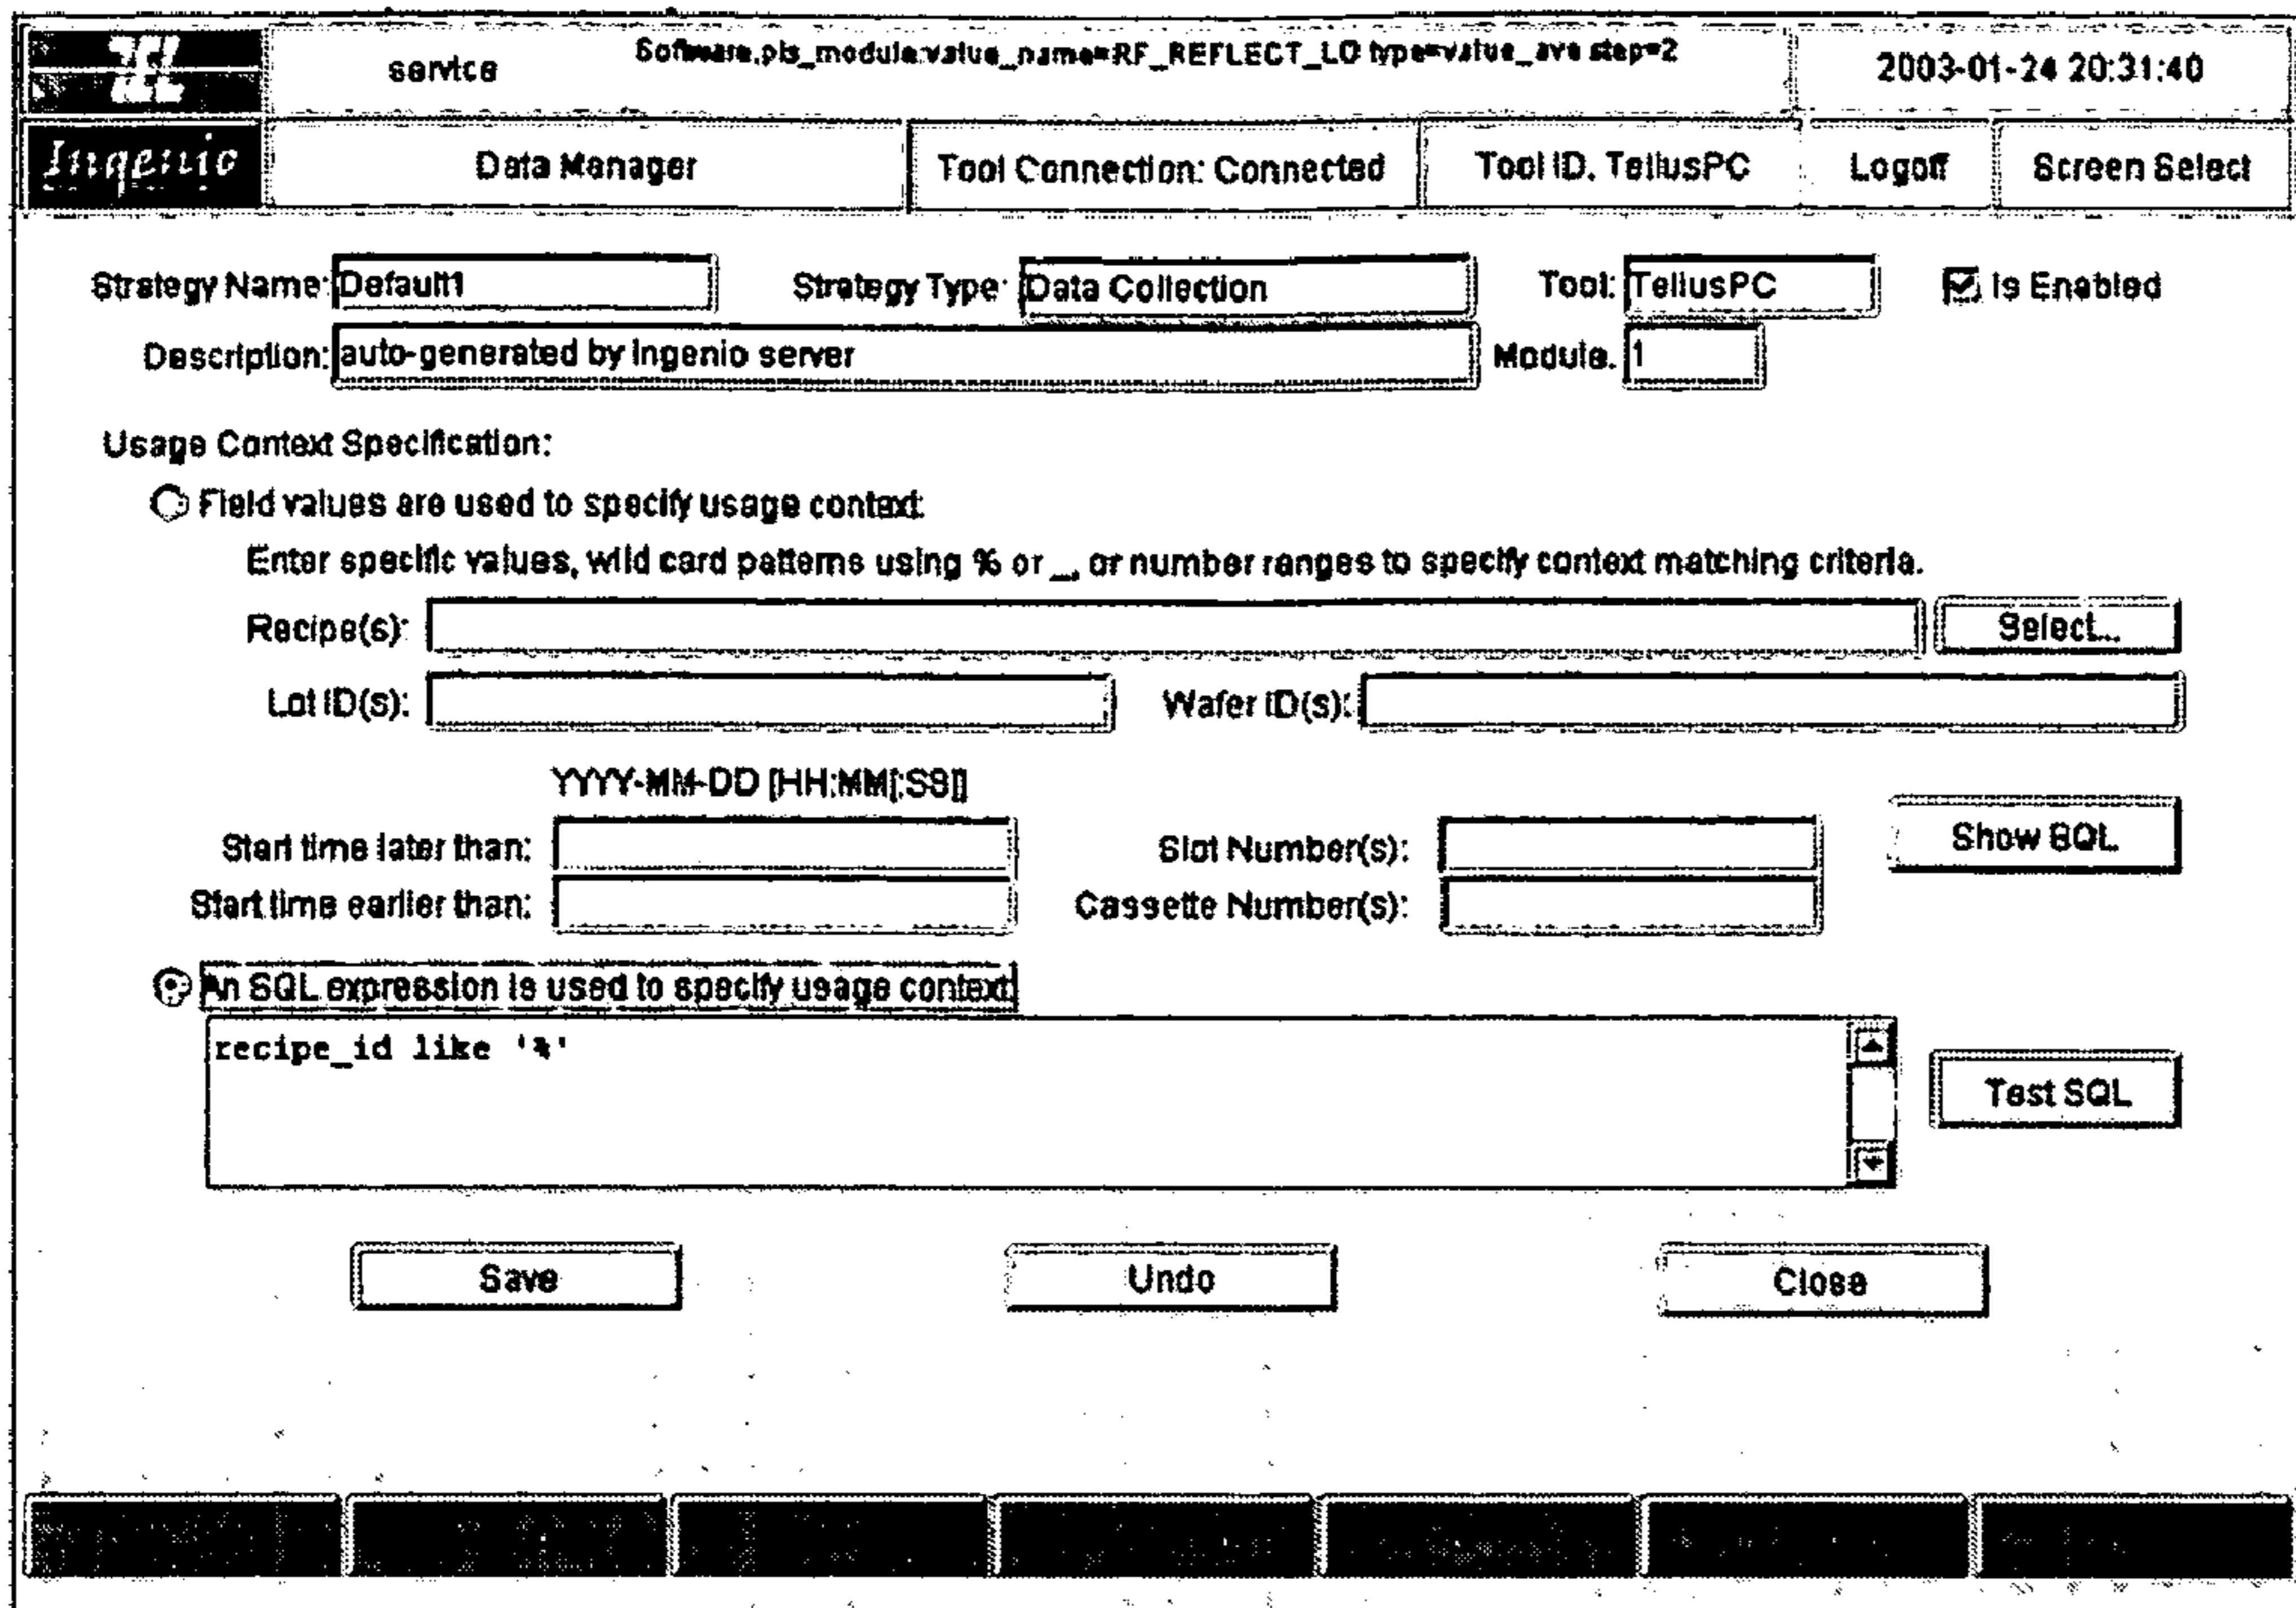 TEL
service
Software.pls_module:value_name=RF_REFLECT_LO type=value_ave step=2
2003-01-24 20:31:40
Ingenio
Data Manager
Tool Connection: Connected
Tool ID. TellusPC
Logoff
Screen Select
Strategy Name: Default1
Strategy Type: Data Collection
Tool: TellusPC
Is Enabled
Description: auto-generated by Ingenio server
Module. 1
Usage Context Specification:
Field values are used to specify usage context:
Enter specific values, wild card patterns using % or _, or number ranges to specify context matching criteria.
Recipe(s):
Select...
Lot ID(s):
Wafer ID(s):
YYYY-MM-DD [HH:MM[:SS]]
Start time later than:
Slot Number(s):
Show SQL
Start time earlier than:
Cassette Number(s):
An SQL expression is used to specify usage context:
recipe_id like '%'
Test SQL
Save
Undo
Close